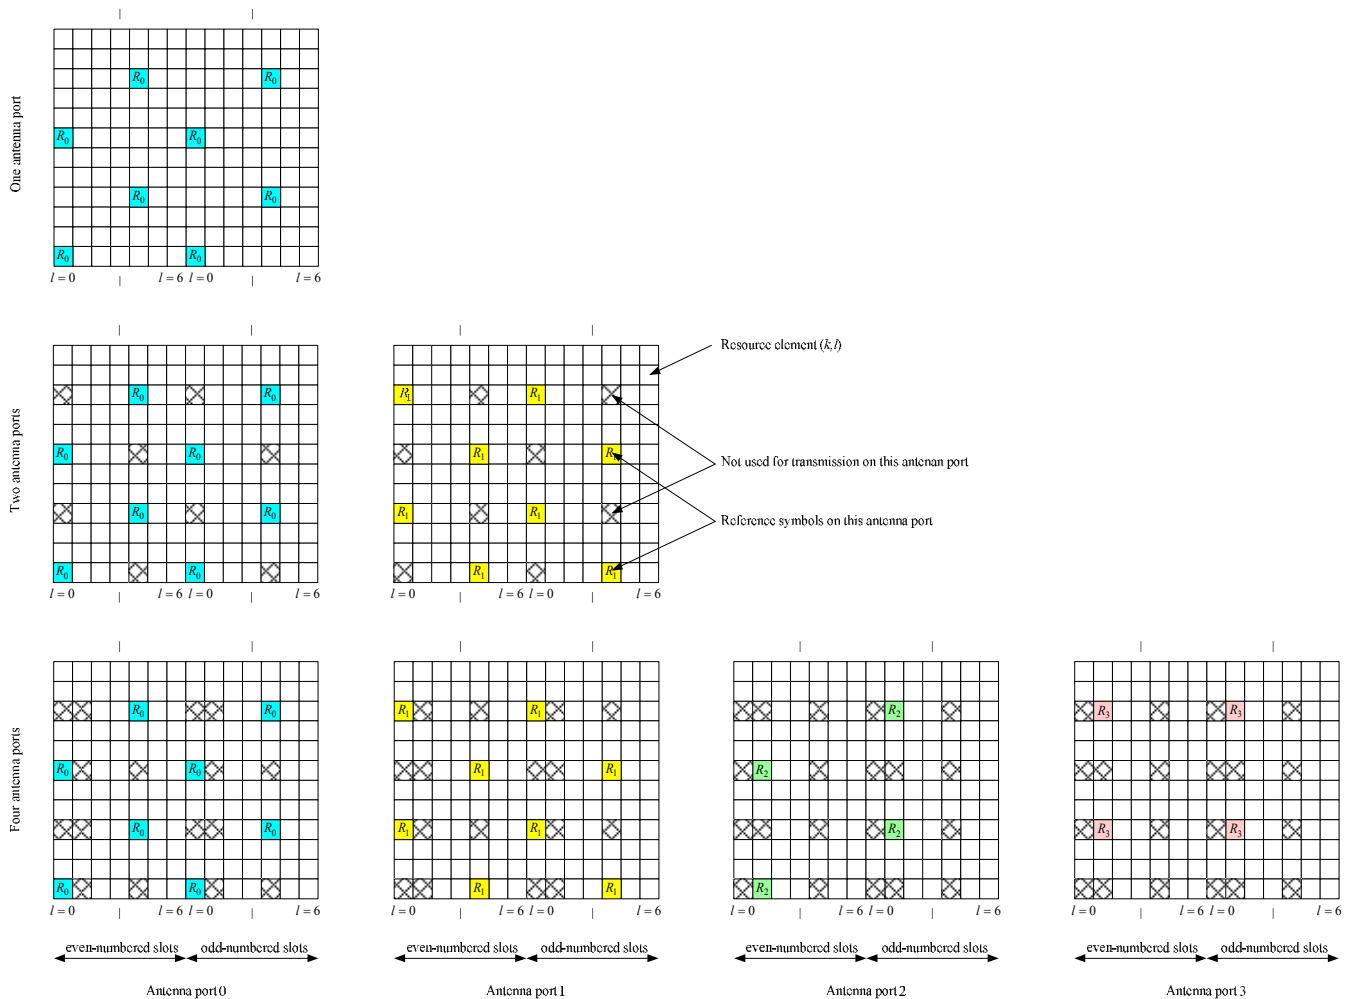 One antenna port
R0 R0
R0 R0
R0 R0
R0 R0
l = 0 l = 6 l = 0 l = 6
Two antenna ports
Resource element (k,l)
R0 R0 R1 R1
R0 R0 R1 R1
Not used for transmission on this antenan port
R0 R0 R1 R1
Reference symbols on this antenna port
R0 R0 R1 R1
l = 0 l = 6 l = 0 l = 6 l = 0 l = 6 l = 0 l = 6
Four antenna ports
R0 R0 R1 R1 R2 R3 R3
R0 R0 R1 R1 R2
R0 R0 R1 R1 R2 R3 R3
R0 R0 R1 R1 R2
l = 0 l = 6 l = 0 l = 6 l = 0 l = 6 l = 0 l = 6 l = 0 l = 6 l = 0 l = 6 l = 0 l = 6 l = 0 l = 6
even-numbered slots odd-numbered slots even-numbered slots odd-numbered slots even-numbered slots odd-numbered slots even-numbered slots odd-numbered slots
Antenna port 0 Antenna port 1 Antenna port 2 Antenna port 3